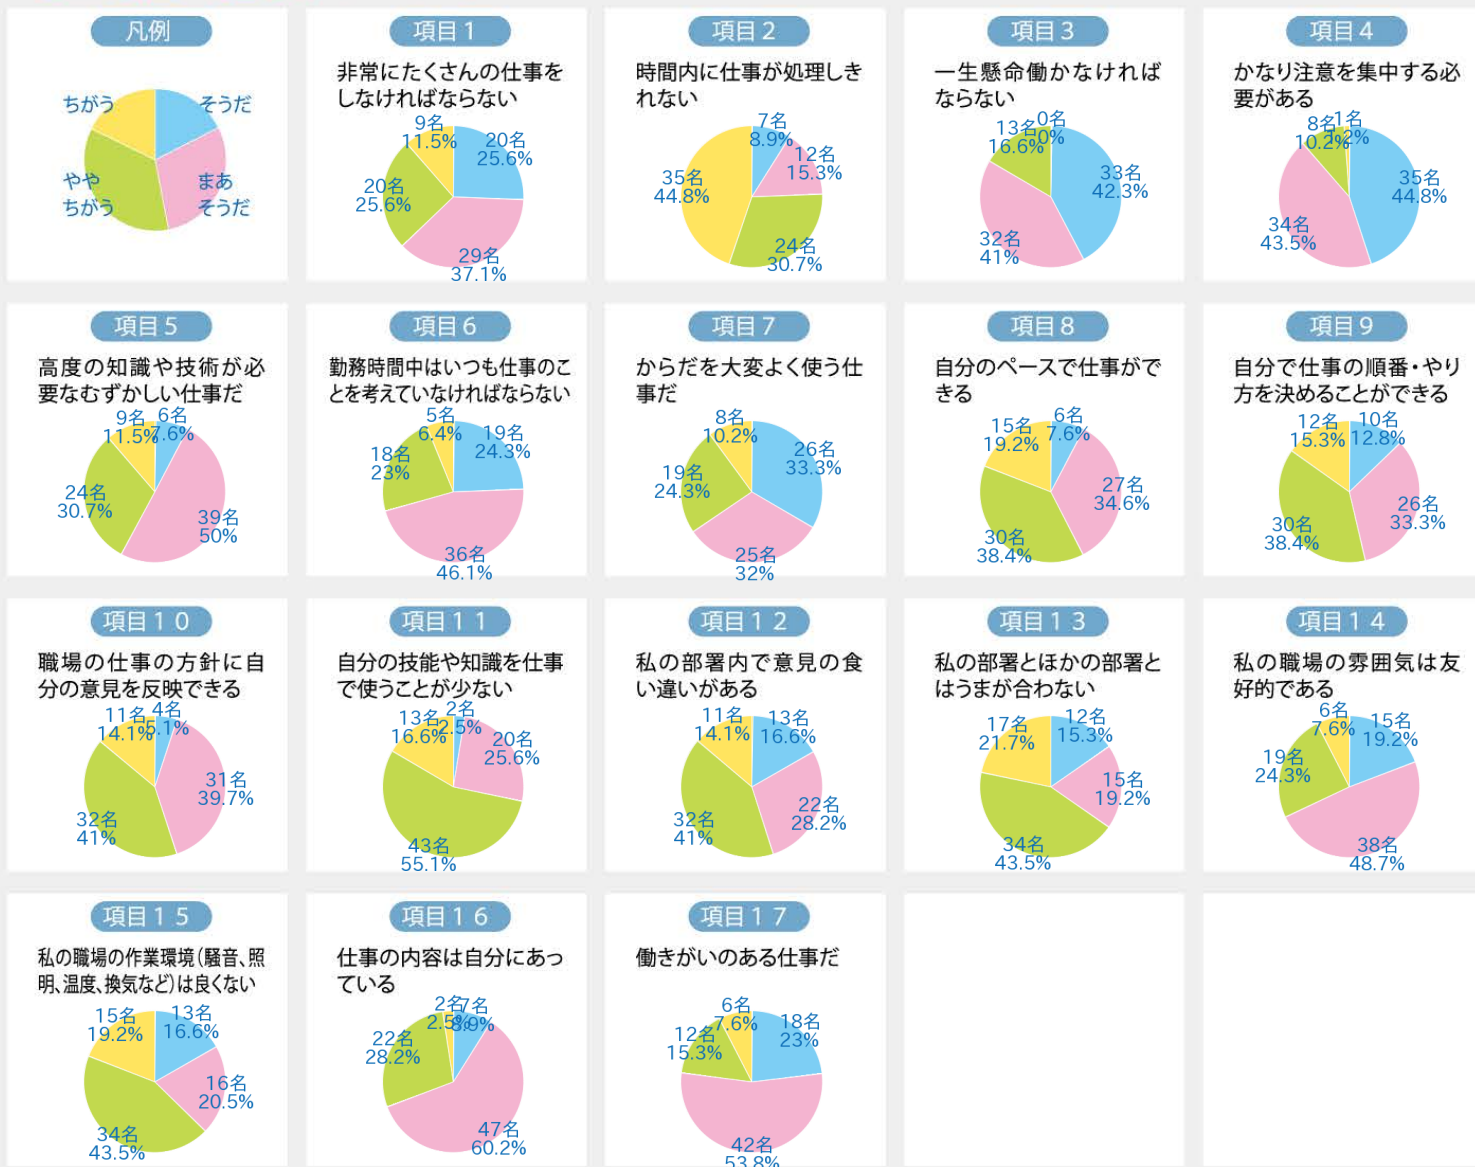 凡例
ちがう
そうだ
やや
ちがう
まあ
そうだ
項目1
非常にたくさんの仕事を
しなければならない
9名
11.5%
20名
25.6%
20名
25.6%
29名
37.1%
項目2
時間内に仕事が処理しき
れない
7名
8.9%
12名
15.3%
35名
44.8%
24名
30.7%
項目3
一生懸命働かなければ
ならない
0名
0%
13名
16.6%
33名
42.3%
32名
41%
項目4
かなり注意を集中する必
要がある
8名
10.2%
1名
1.2%
35名
44.8%
34名
43.5%
項目5
高度の知識や技術が必
要なむずかしい仕事だ
9名
11.5%
6名
7.6%
24名
30.7%
39名
50%
項目6
勤務時間中はいつも仕事のこ
とを考えていなければならない
5名
6.4%
19名
24.3%
18名
23%
36名
46.1%
項目7
からだを大変よく使う仕
事だ
8名
10.2%
26名
33.3%
19名
24.3%
25名
32%
項目8
自分のペースで仕事がで
きる
15名
19.2%
6名
7.6%
27名
34.6%
30名
38.4%
項目9
自分で仕事の順番・やり
方を決めることができる
12名
15.3%
10名
12.8%
26名
33.3%
30名
38.4%
項目10
職場の仕事の方針に自
分の意見を反映できる
11名
14.1%
4名
5.1%
31名
39.7%
32名
41%
項目11
自分の技能や知識を仕事
で使うことが少ない
13名
16.6%
2名
2.5%
20名
25.6%
43名
55.1%
項目12
私の部署内で意見の食
い違いがある
11名
14.1%
13名
16.6%
22名
28.2%
32名
41%
項目13
私の部署とほかの部署と
はうまが合わない
17名
21.7%
12名
15.3%
15名
19.2%
34名
43.5%
項目14
私の職場の雰囲気は友
好的である
6名
7.6%
15名
19.2%
19名
24.3%
38名
48.7%
項目15
私の職場の作業環境(騒音、照
明、温度、換気など)は良くない
15名
19.2%
13名
16.6%
16名
20.5%
34名
43.5%
項目16
仕事の内容は自分にあっ
ている
2名
2.5%
7名
8.9%
22名
28.2%
47名
60.2%
項目17
働きがいのある仕事だ
6名
7.6%
18名
23%
12名
15.3%
42名
53.8%